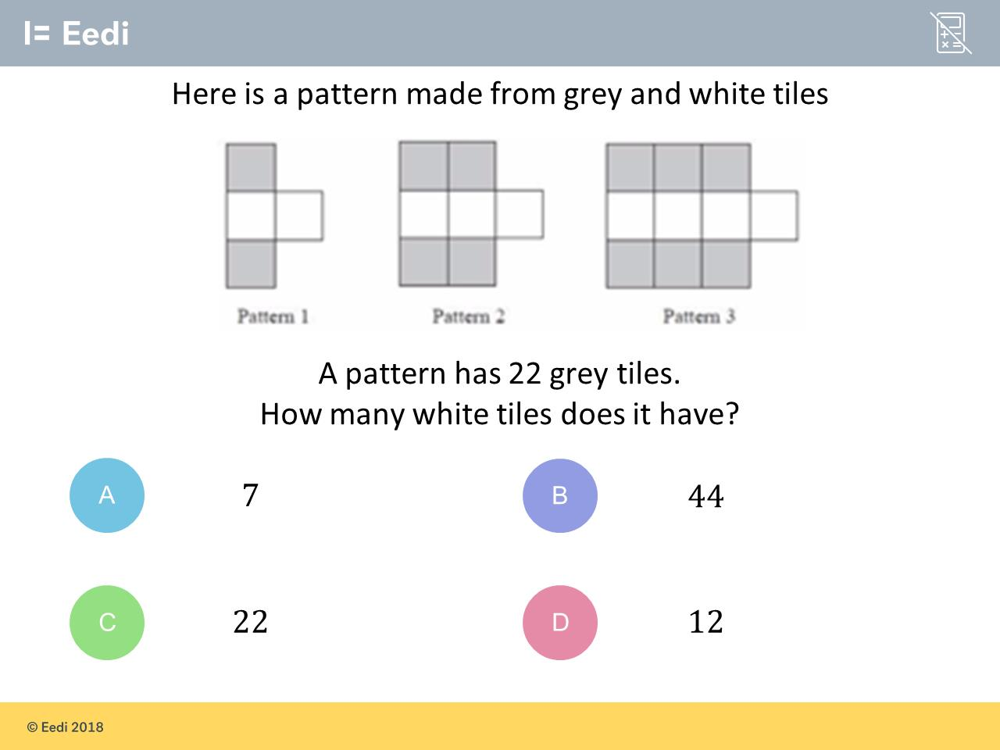 Eedi
Here is a pattern made from grey and white tiles
Pattern 1 Pattern 2 Pattern 3
A pattern has 22 grey tiles.
How many white tiles does it have?
A 7 B 44
C 22 D 12
© Eedi 2018